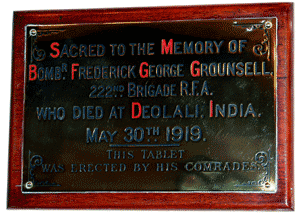 Sacred to the Memory of
Bombr Frederick George Grounsell,
222nd Brigade R.F.A.
who died at Deolali, India.
May 30th 1919.
This Tablet
was erected by his Comrades.